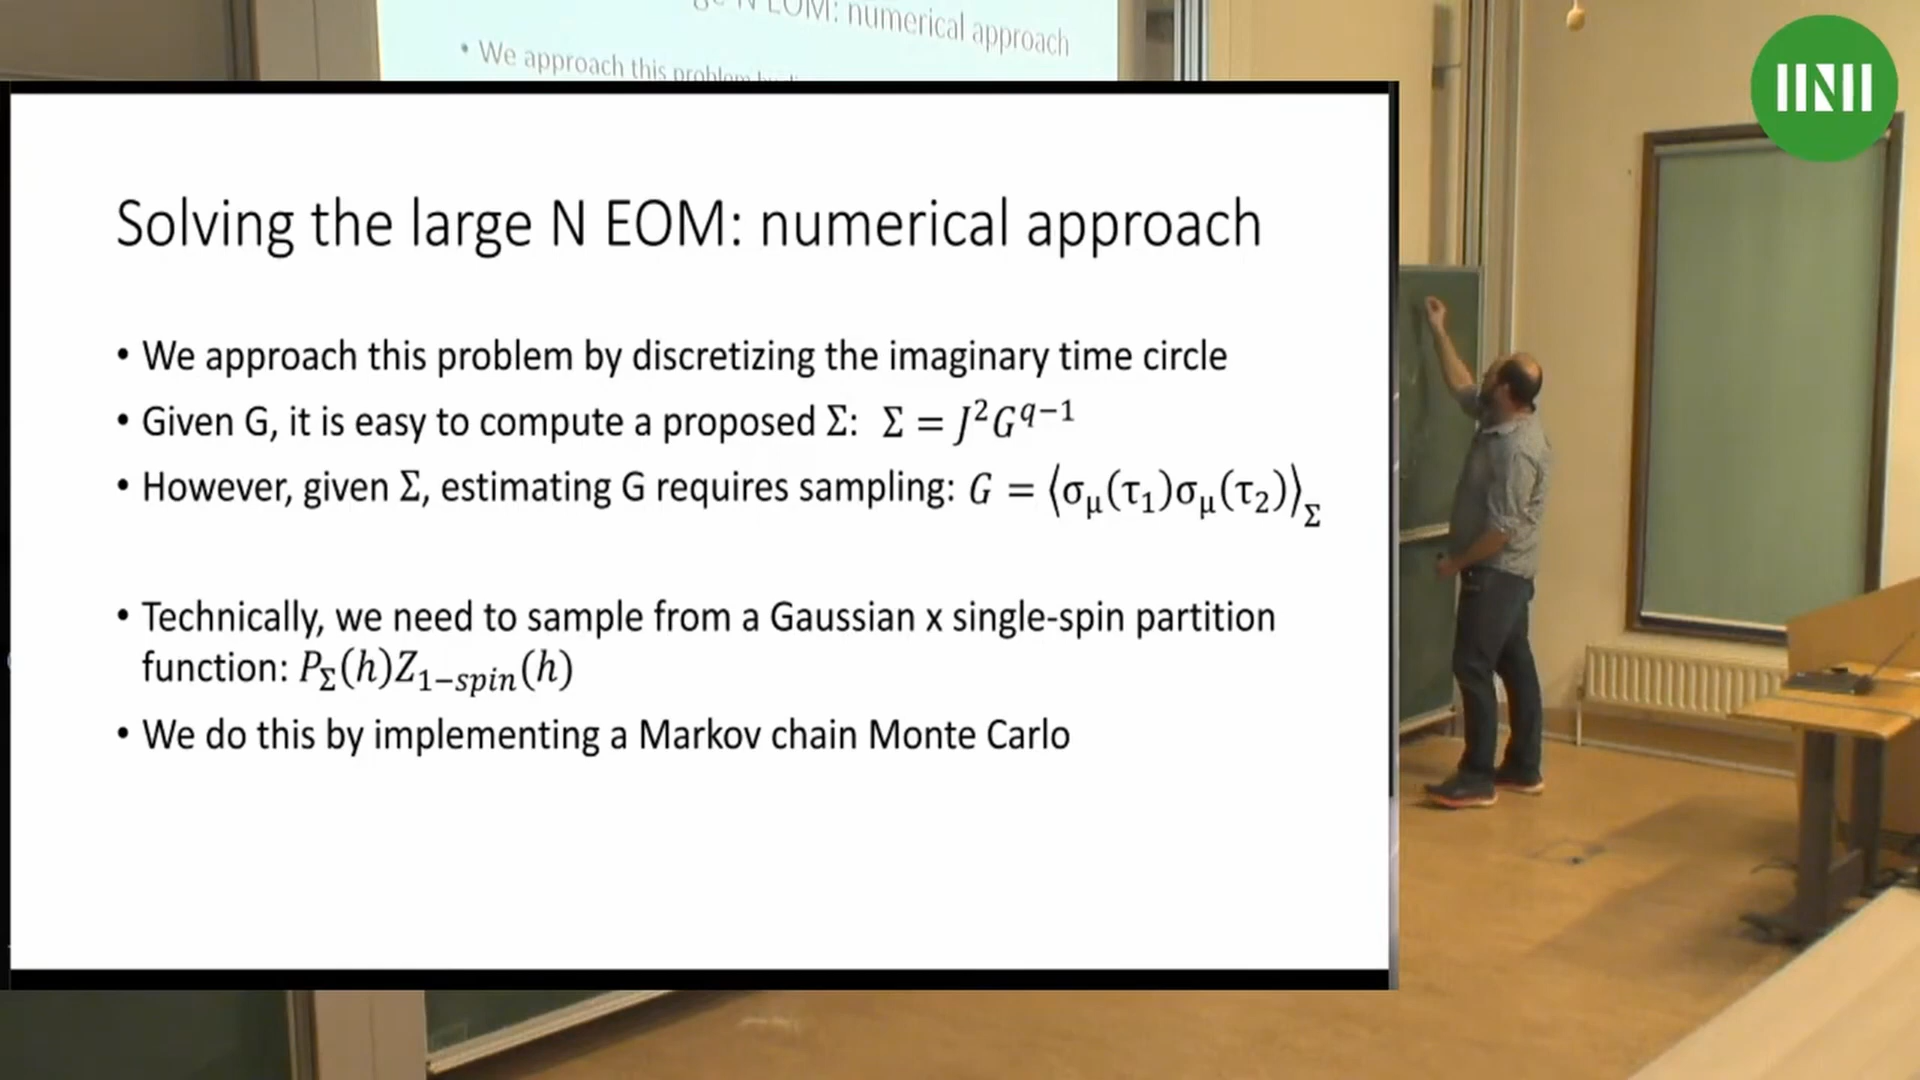 N EOM: numerical approach
• We approach this problem
Solving the large N EOM: numerical approach
• We approach this problem by discretizing the imaginary time circle
• Given G, it is easy to compute a proposed Σ: Σ = J²G^{q−1}
• However, given Σ, estimating G requires sampling: G = ⟨σ_μ(τ₁)σ_μ(τ₂)⟩_Σ
• Technically, we need to sample from a Gaussian x single-spin partition
function: P_Σ(h)Z_{1−spin}(h)
• We do this by implementing a Markov chain Monte Carlo